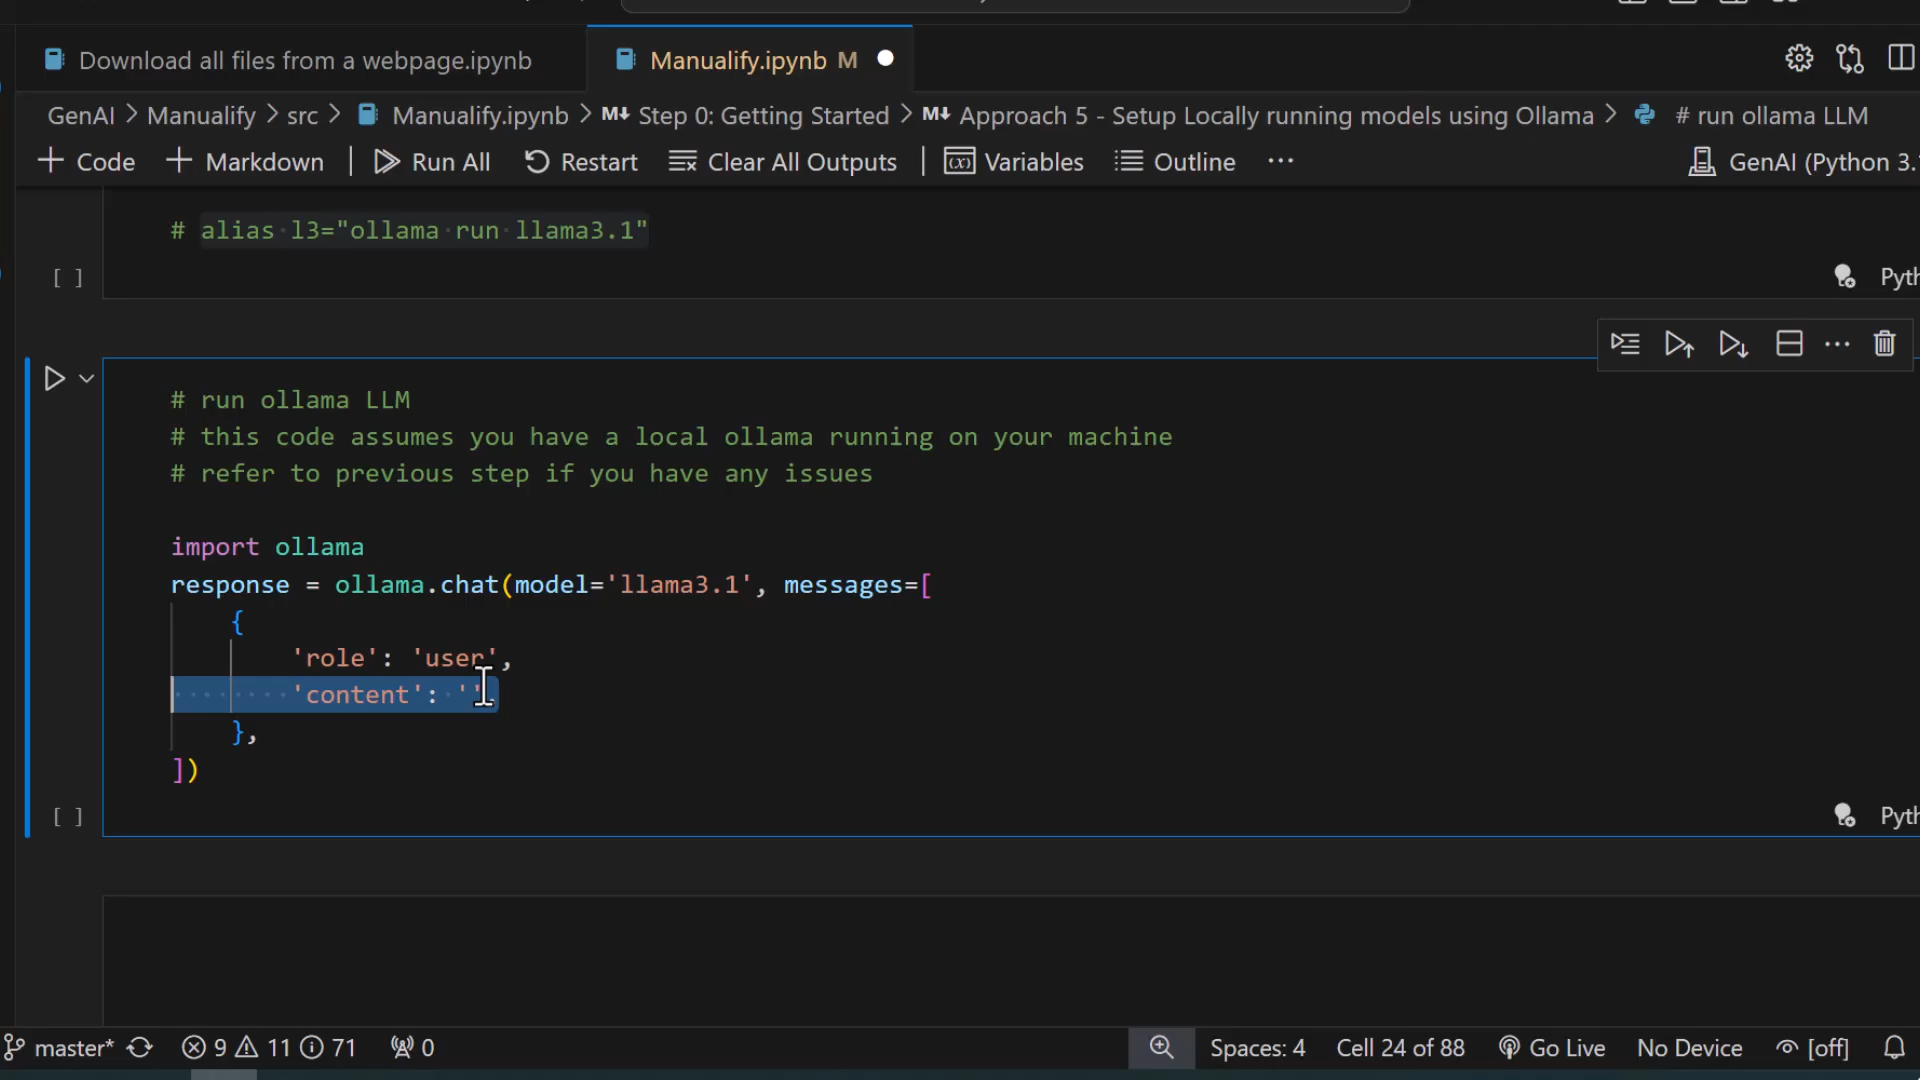 Download all files from a webpage.ipynb
Manualify.ipynb M
GenAI > Manualify > src > Manualify.ipynb > M↓ Step 0: Getting Started > M↓ Approach 5 - Setup Locally running models using Ollama > # run ollama LLM
+ Code + Markdown | Run All Restart Clear All Outputs | Variables Outline ··· GenAI (Python 3.
# alias l3="ollama run llama3.1"
[ ]
Pyth
# run ollama LLM
# this code assumes you have a local ollama running on your machine
# refer to previous step if you have any issues
import ollama
response = ollama.chat(model='llama3.1', messages=[
{
'role': 'user',
'content': '',
},
])
[ ]
Pyth
master* 9 11 71 0 Spaces: 4 Cell 24 of 88 Go Live No Device [off]